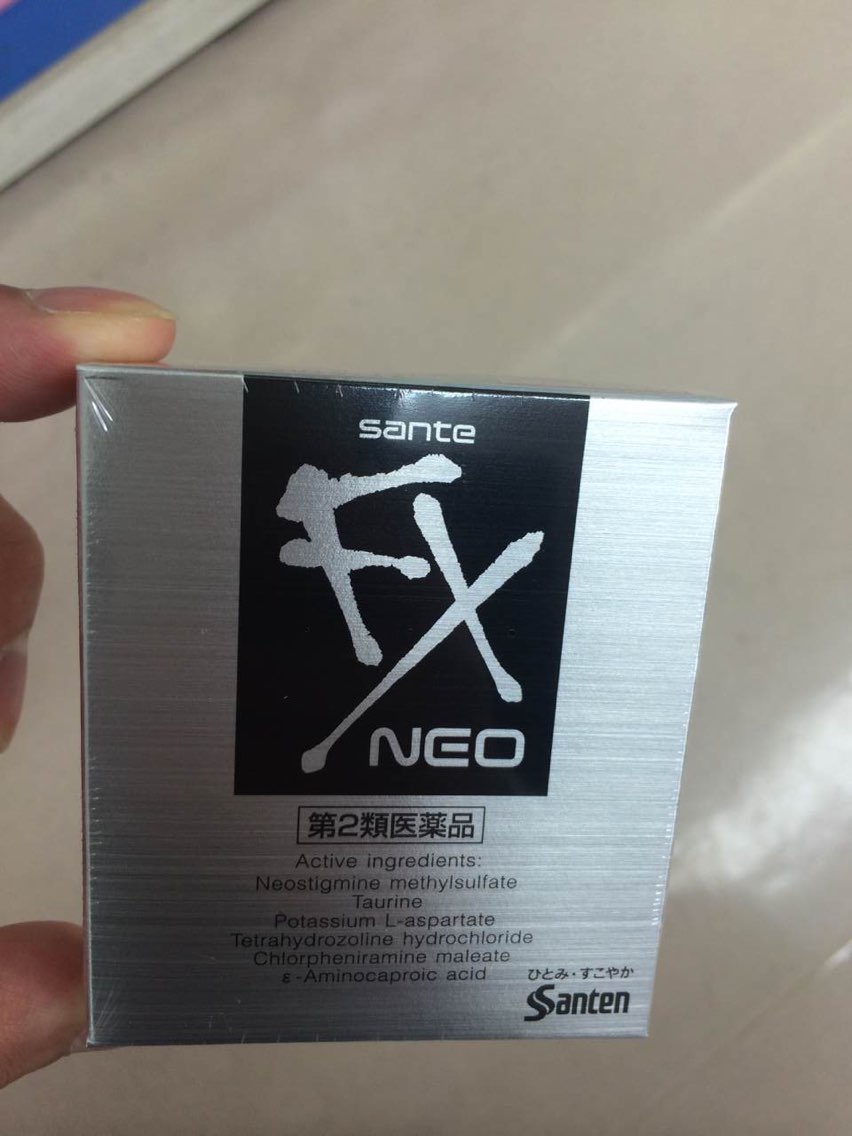 sante
FX
NEO
第2類医薬品
Active ingredients:
Neostigmine methylsulfate
Taurine
Potassium L-aspartate
Tetrahydrozoline hydrochloride
Chlorpheniramine maleate
ε-Aminocaproic acid
ひとみ・すこやか
Santen